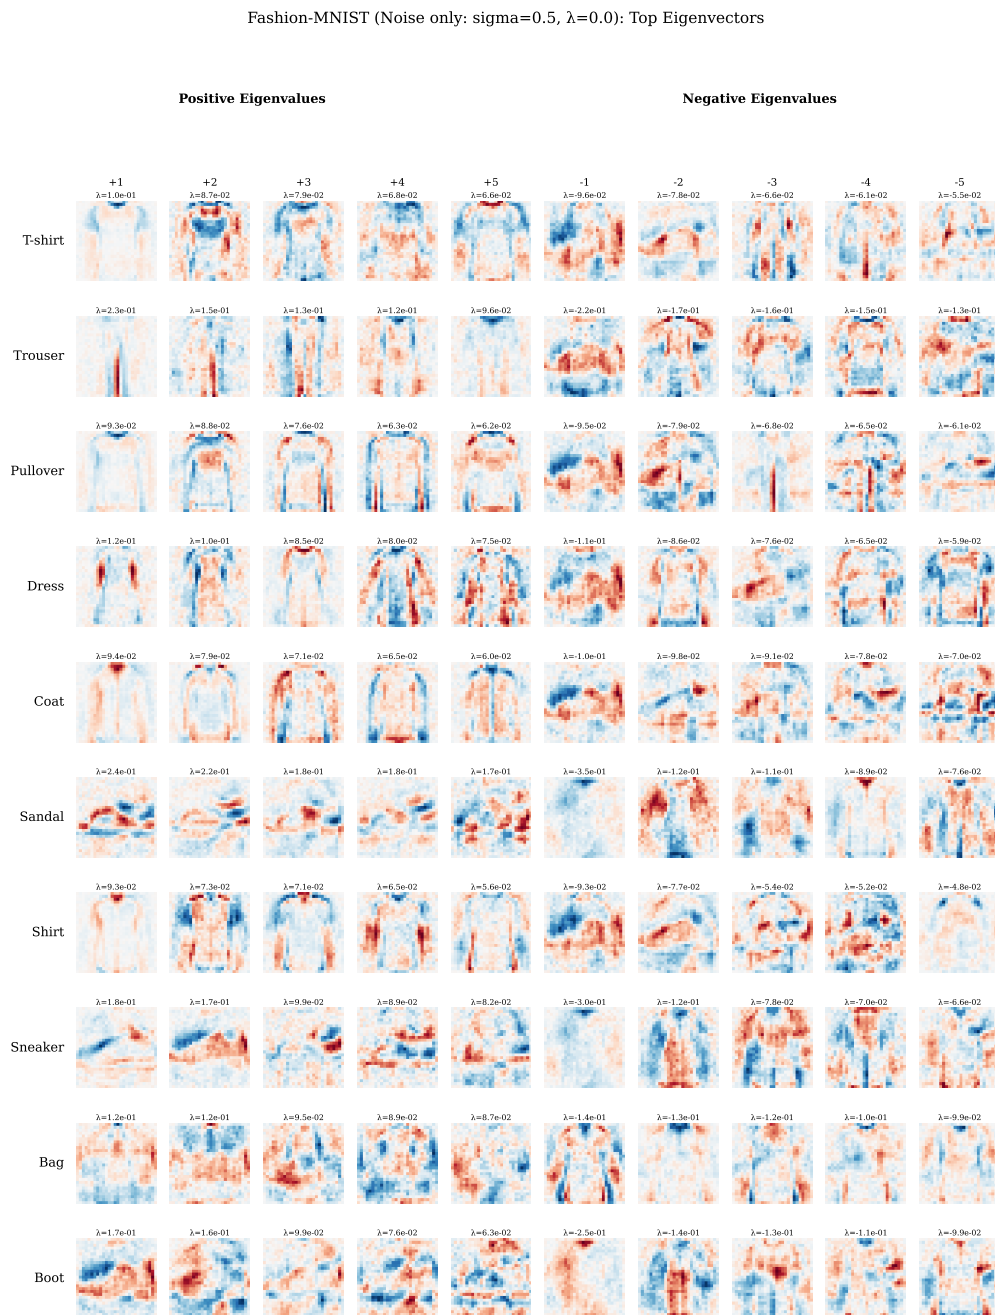 Fashion-MNIST (Noise only: sigma=0.5, λ=0.0): Top Eigenvectors
Positive Eigenvalues Negative Eigenvalues
+1 +2 +3 +4 +5 -1 -2 -3 -4 -5
λ=1.0e-01 λ=8.7e-02 λ=7.9e-02 λ=6.8e-02 λ=6.6e-02 λ=-9.6e-02 λ=-7.8e-02 λ=-6.6e-02 λ=-6.1e-02 λ=-5.5e-02
T-shirt
λ=2.3e-01 λ=1.5e-01 λ=1.3e-01 λ=1.2e-01 λ=9.6e-02 λ=-2.2e-01 λ=-1.7e-01 λ=-1.6e-01 λ=-1.5e-01 λ=-1.3e-01
Trouser
λ=9.3e-02 λ=8.8e-02 λ=7.6e-02 λ=6.3e-02 λ=6.2e-02 λ=-9.5e-02 λ=-7.9e-02 λ=-6.8e-02 λ=-6.5e-02 λ=-6.1e-02
Pullover
λ=1.2e-01 λ=1.0e-01 λ=8.5e-02 λ=8.0e-02 λ=7.5e-02 λ=-1.1e-01 λ=-8.6e-02 λ=-7.6e-02 λ=-6.5e-02 λ=-5.9e-02
Dress
λ=9.4e-02 λ=7.9e-02 λ=7.1e-02 λ=6.5e-02 λ=6.0e-02 λ=-1.0e-01 λ=-9.8e-02 λ=-9.1e-02 λ=-7.8e-02 λ=-7.0e-02
Coat
λ=2.4e-01 λ=2.2e-01 λ=1.8e-01 λ=1.8e-01 λ=1.7e-01 λ=-3.5e-01 λ=-1.2e-01 λ=-1.1e-01 λ=-8.9e-02 λ=-7.6e-02
Sandal
λ=9.3e-02 λ=7.3e-02 λ=7.1e-02 λ=6.5e-02 λ=5.6e-02 λ=-9.3e-02 λ=-7.7e-02 λ=-5.4e-02 λ=-5.2e-02 λ=-4.8e-02
Shirt
λ=1.8e-01 λ=1.7e-01 λ=9.9e-02 λ=8.9e-02 λ=8.2e-02 λ=-3.0e-01 λ=-1.2e-01 λ=-7.8e-02 λ=-7.0e-02 λ=-6.6e-02
Sneaker
λ=1.2e-01 λ=1.2e-01 λ=9.5e-02 λ=8.9e-02 λ=8.7e-02 λ=-1.4e-01 λ=-1.3e-01 λ=-1.2e-01 λ=-1.0e-01 λ=-9.9e-02
Bag
λ=1.7e-01 λ=1.6e-01 λ=9.9e-02 λ=7.6e-02 λ=6.3e-02 λ=-2.5e-01 λ=-1.4e-01 λ=-1.3e-01 λ=-1.1e-01 λ=-9.9e-02
Boot